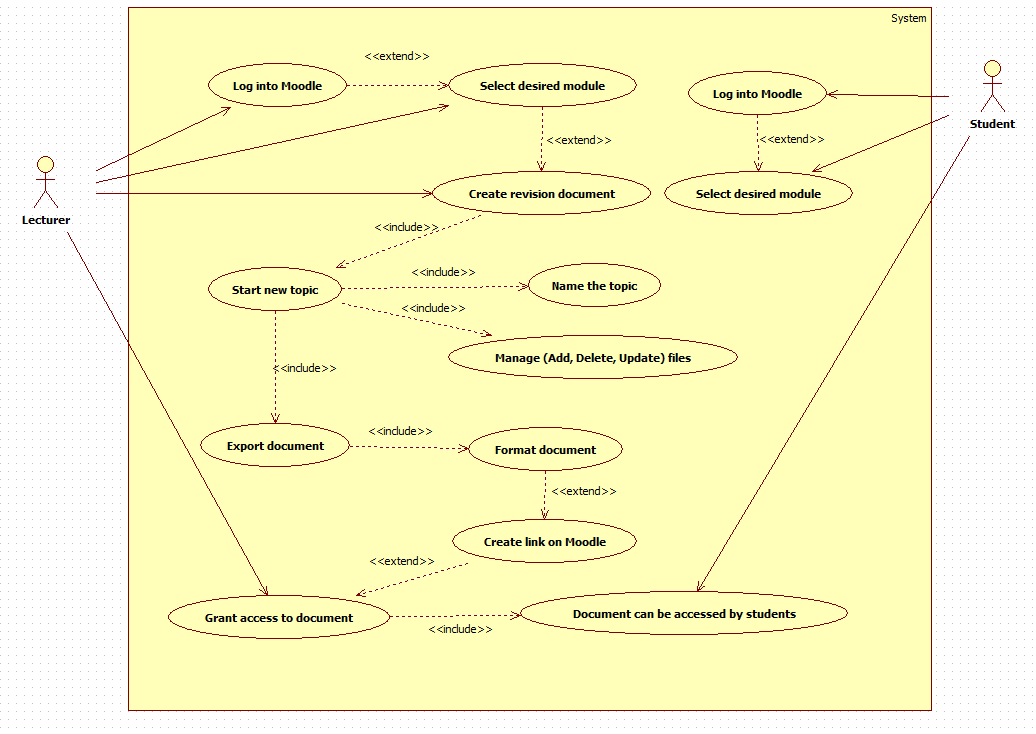 System
<<extend>>
Log into Moodle
Select desired module
Log into Moodle
Student
<<extend>>
<<extend>>
Lecturer
Create revision document
Select desired module
<<include>>
<<include>>
Start new topic
Name the topic
<<include>>
Manage (Add, Delete, Update) files
<<include>>
<<include>>
Export document
Format document
<<extend>>
Create link on Moodle
<<extend>>
Grant access to document
Document can be accessed by students
<<include>>